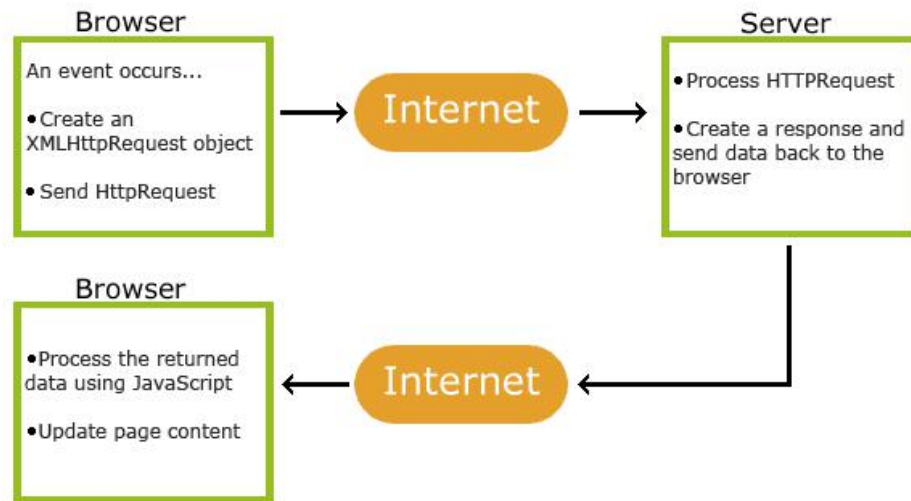 Browser
An event occurs...
•Create an
XMLHttpRequest object
•Send HttpRequest
Internet
Server
•Process HTTPRequest
•Create a response and
send data back to the
browser
Browser
•Process the returned
data using JavaScript
•Update page content
Internet